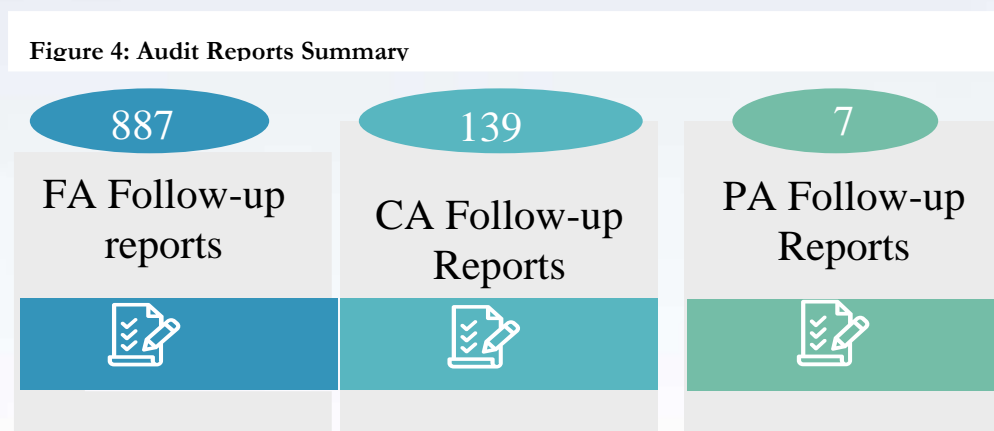 Figure 4: Audit Reports Summary
887
FA Follow-up
reports
139
CA Follow-up
Reports
7
PA Follow-up
Reports